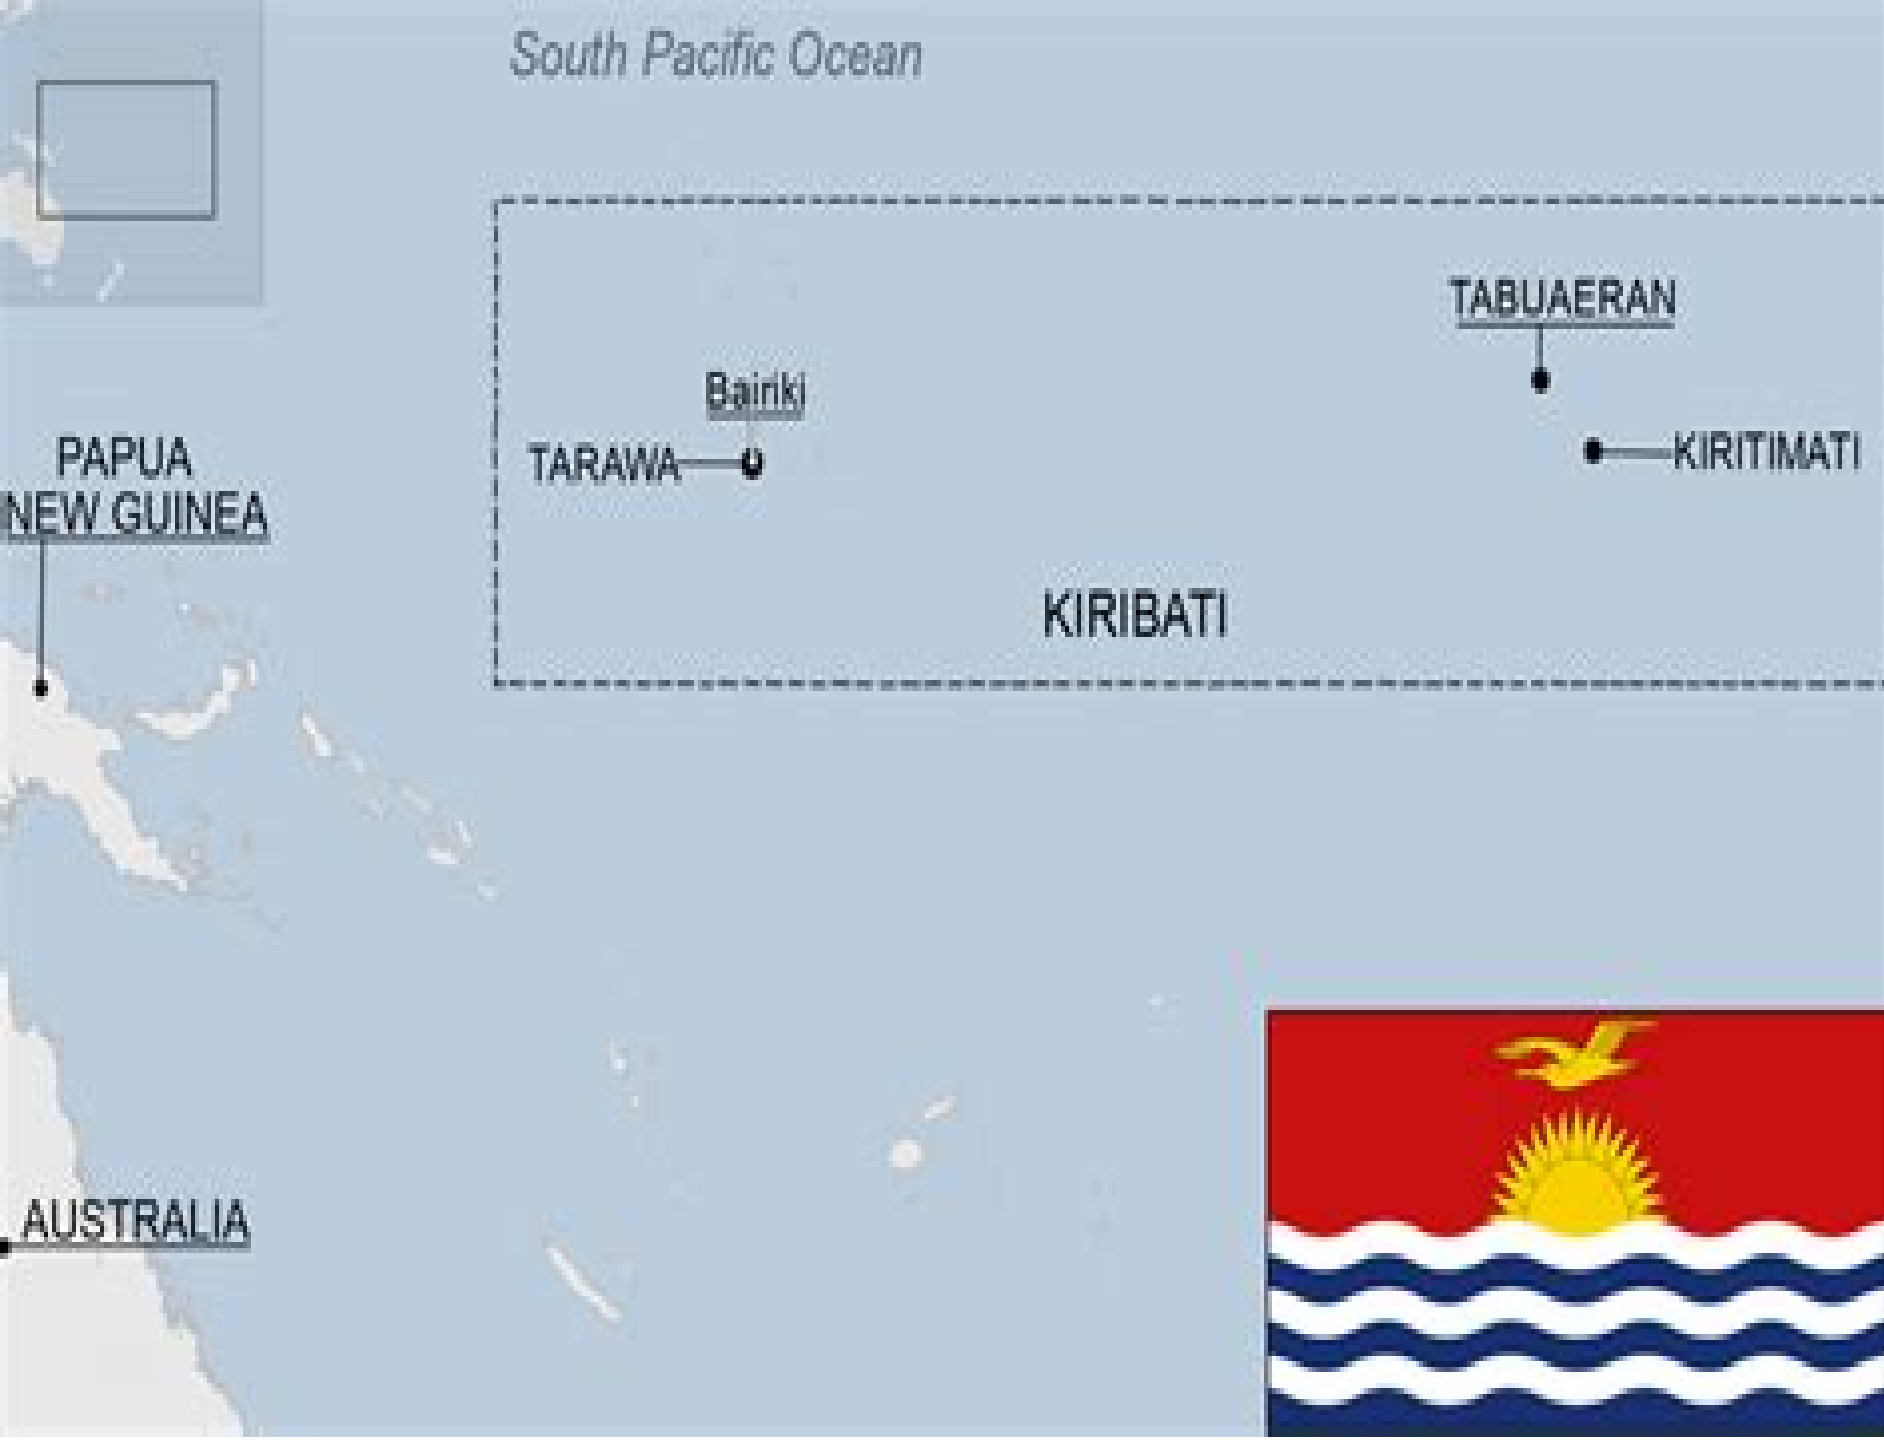 South Pacific Ocean
TABUAERAN
Bairiki
TARAWA
KIRITIMATI
PAPUA
NEW GUINEA
KIRIBATI
AUSTRALIA